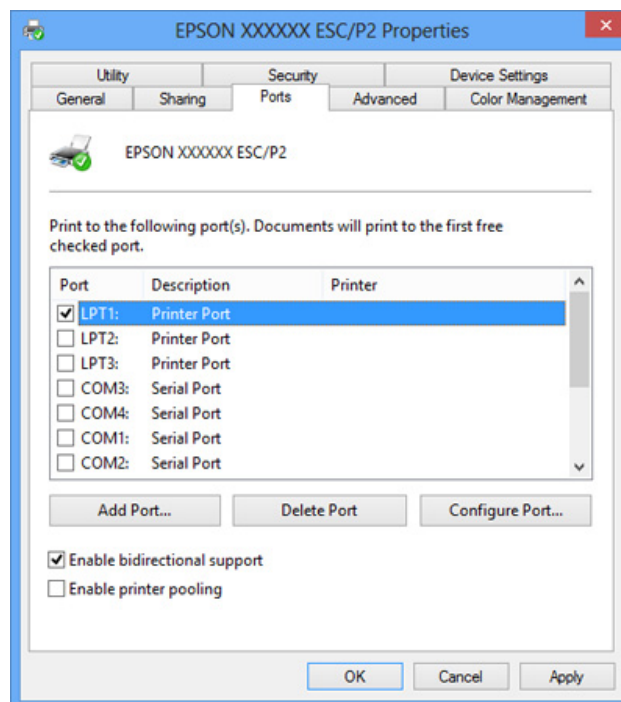 EPSON XXXXXX ESC/P2 Properties
Utility Security Device Settings
General Sharing Ports Advanced Color Management
EPSON XXXXXX ESC/P2
Print to the following port(s). Documents will print to the first free
checked port.
Port Description Printer
LPT1: Printer Port
LPT2: Printer Port
LPT3: Printer Port
COM3: Serial Port
COM4: Serial Port
COM1: Serial Port
COM2: Serial Port
Add Port... Delete Port Configure Port...
Enable bidirectional support
Enable printer pooling
OK Cancel Apply